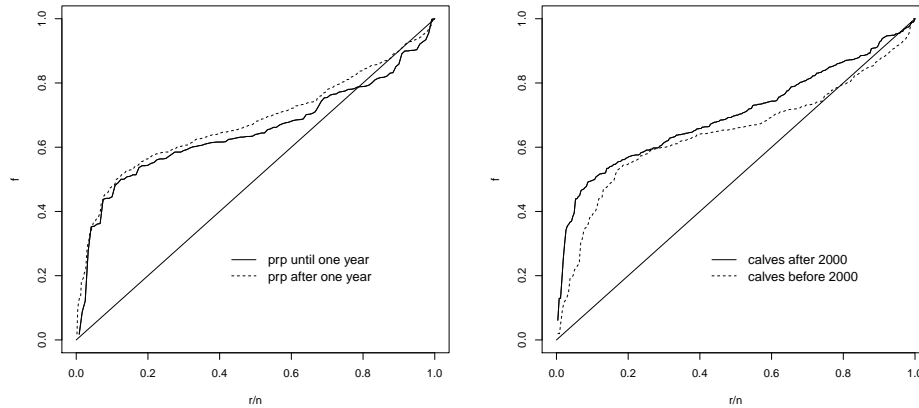 1.0
0.8
0.6
0.4
0.2
0.0
f
prp until one year
prp after one year
0.0 0.2 0.4 0.6 0.8 1.0
r/n
1.0
0.8
0.6
0.4
0.2
0.0
f
calves after 2000
calves before 2000
0.0 0.2 0.4 0.6 0.8 1.0
r/n